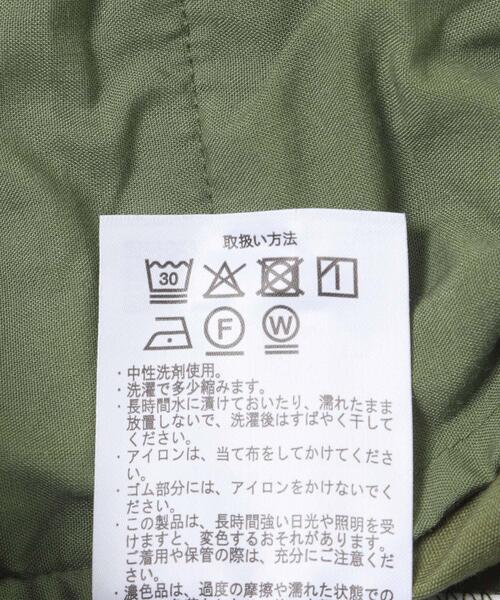 取扱い方法
30
F W
・中性洗剤使用。
・洗濯で多少縮みます。
・長時間水に漬けておいたり、濡れたまま
放置しないで、洗濯後はすばやく干して
ください。
・アイロンは、当て布をしてかけてくださ
い。
・ゴム部分には、アイロンをかけないでく
ださい。
・この製品は、長時間強い日光や照明を受
けますと、変色するおそれがあります。
ご着用や保管の際は、充分にご注意くだ
さい。
・濃色品は、過度の摩擦や濡れた状態での